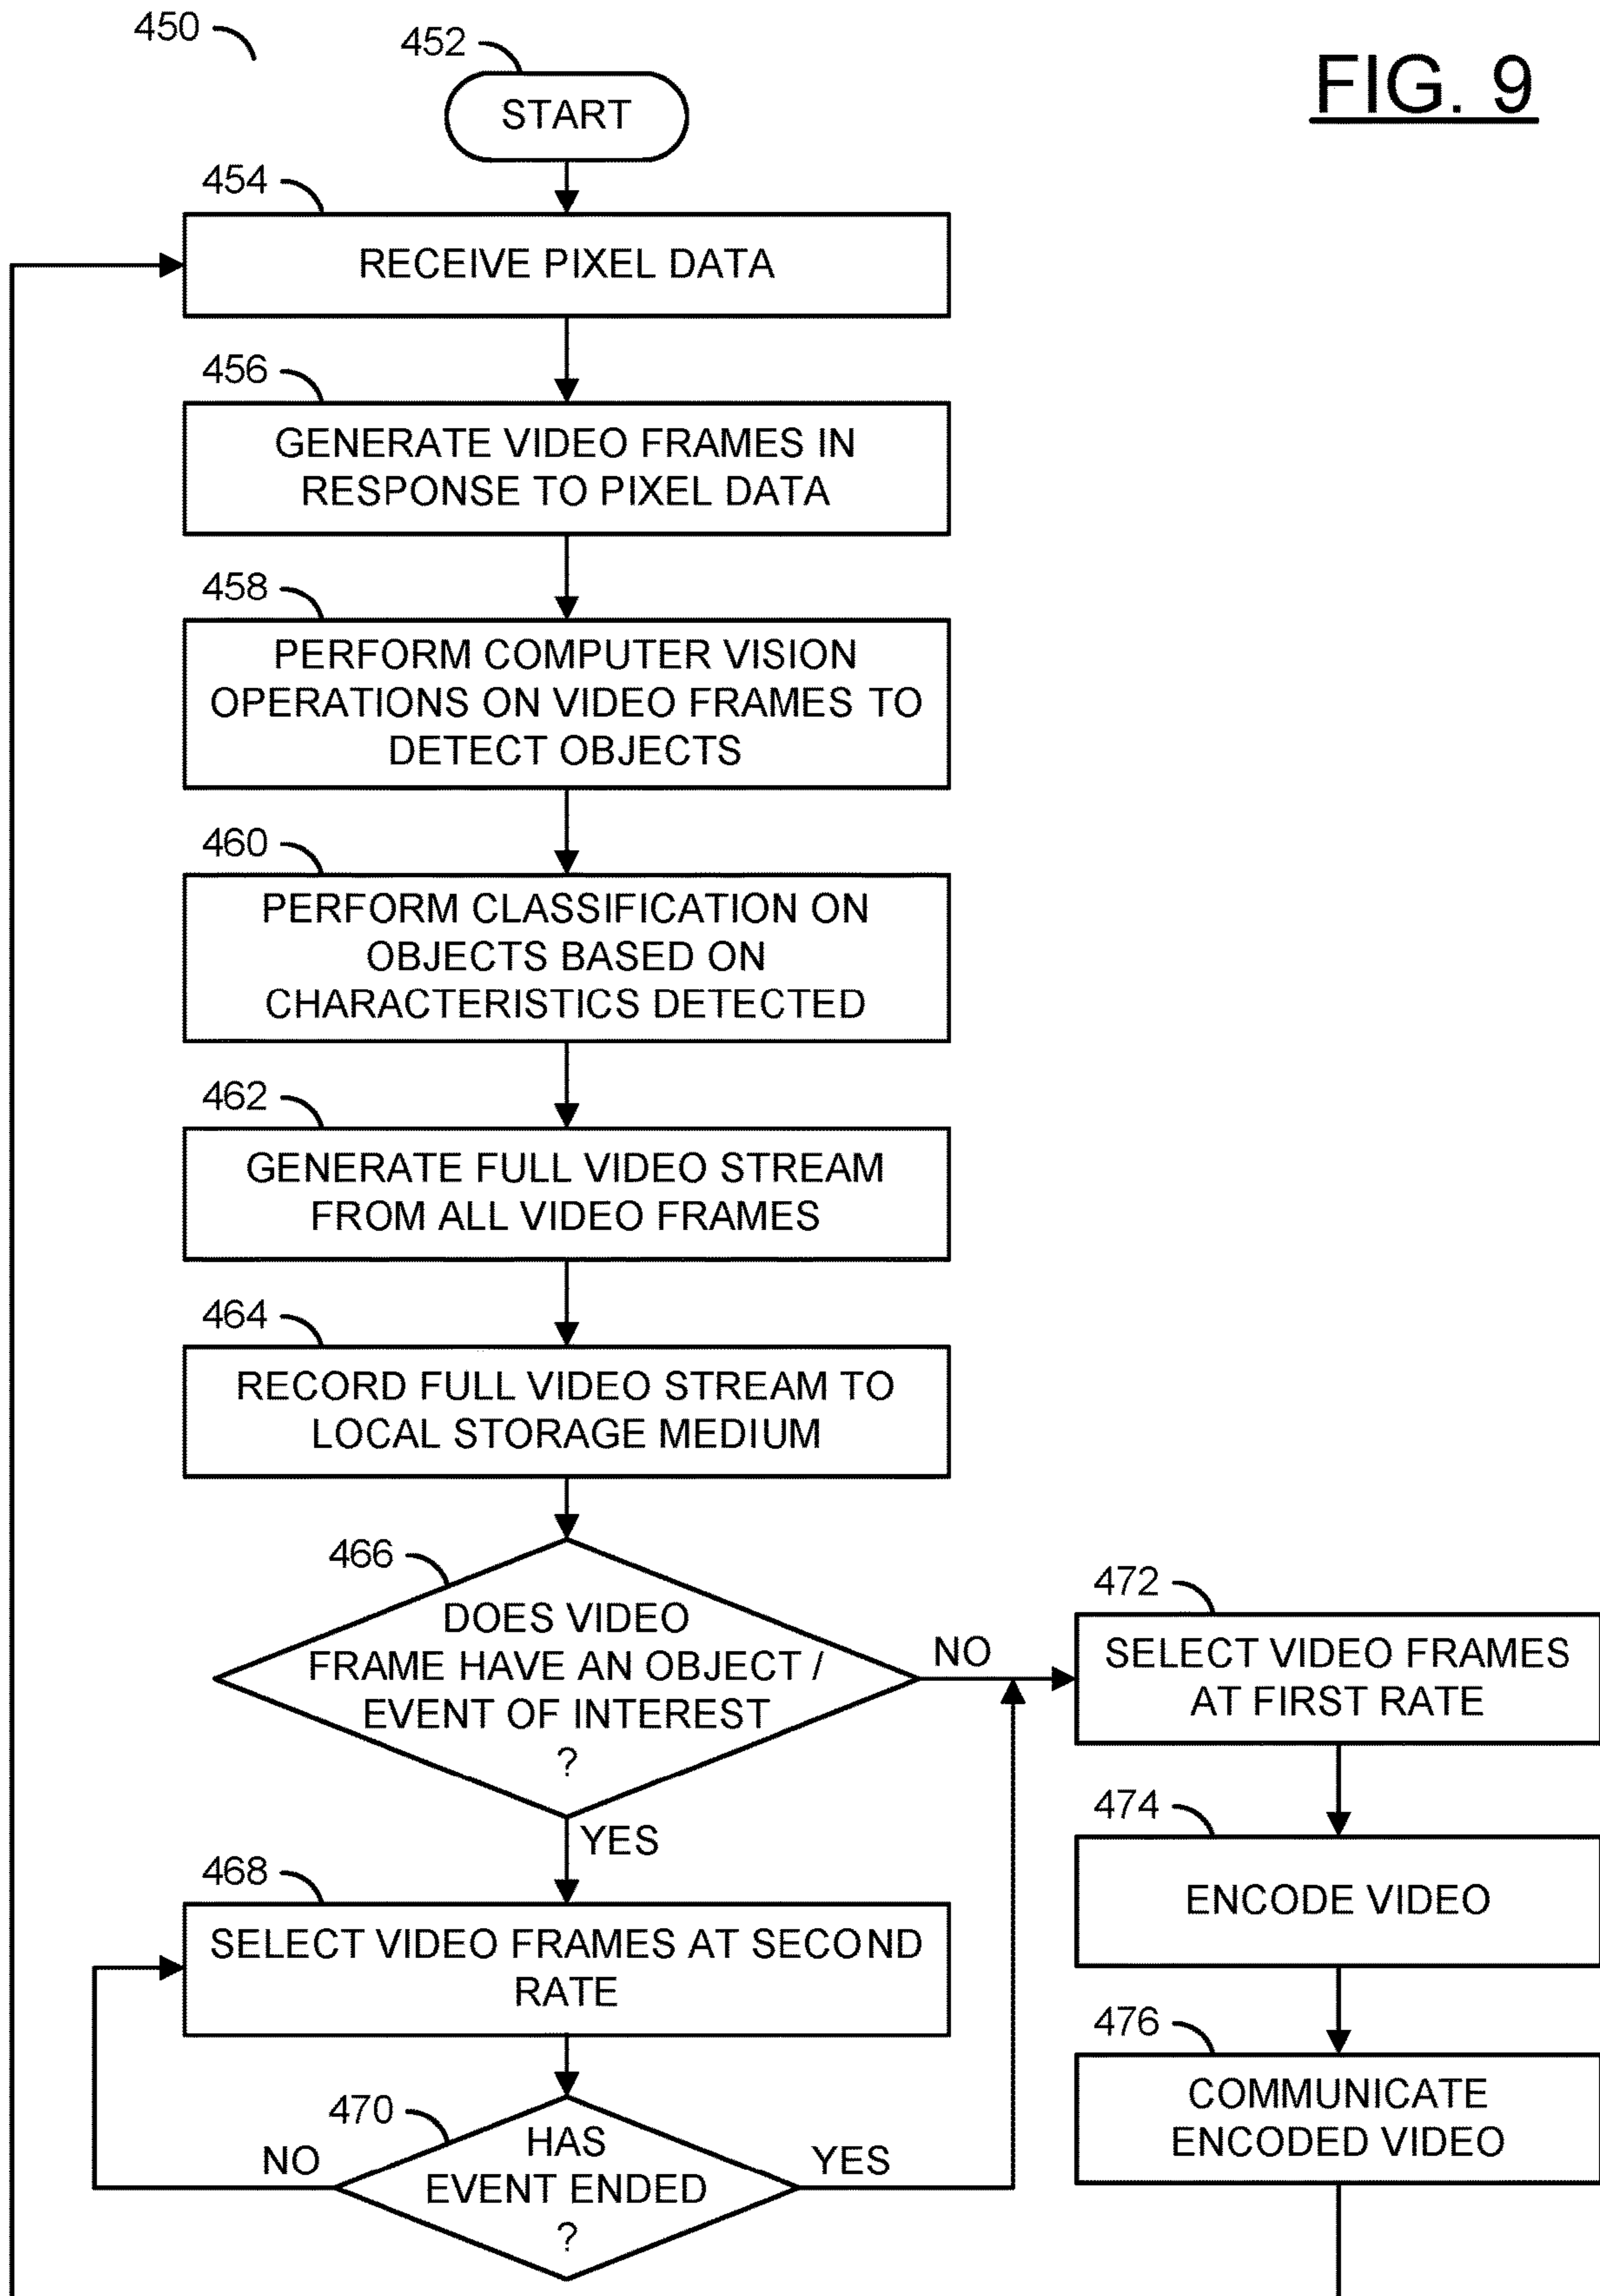 450
452
FIG. 9
START
454
RECEIVE PIXEL DATA
456
GENERATE VIDEO FRAMES IN
RESPONSE TO PIXEL DATA
458
PERFORM COMPUTER VISION
OPERATIONS ON VIDEO FRAMES TO
DETECT OBJECTS
460
PERFORM CLASSIFICATION ON
OBJECTS BASED ON
CHARACTERISTICS DETECTED
462
GENERATE FULL VIDEO STREAM
FROM ALL VIDEO FRAMES
464
RECORD FULL VIDEO STREAM TO
LOCAL STORAGE MEDIUM
466
DOES VIDEO
FRAME HAVE AN OBJECT /
EVENT OF INTEREST
?
NO
YES
468
SELECT VIDEO FRAMES AT SECOND
RATE
470
HAS
EVENT ENDED
?
NO
YES
472
SELECT VIDEO FRAMES
AT FIRST RATE
474
ENCODE VIDEO
476
COMMUNICATE
ENCODED VIDEO